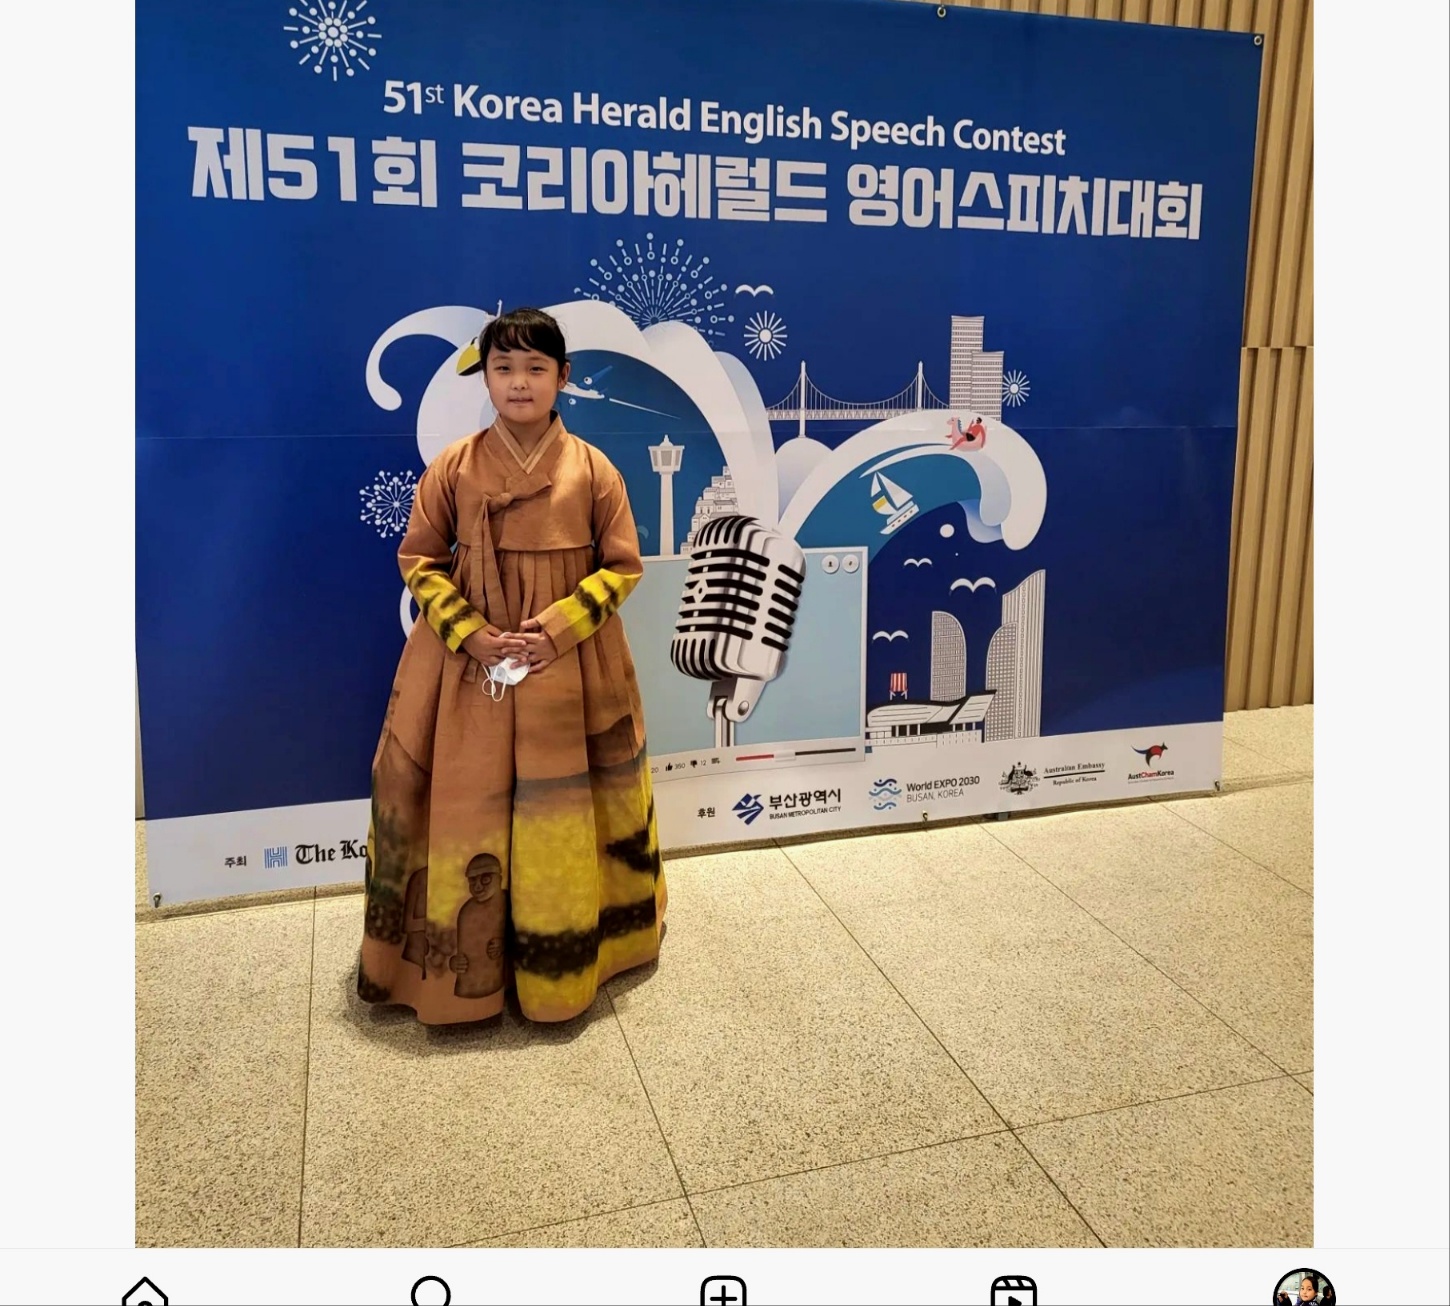 51st Korea Herald English Speech Contest
제51회 코리아헤럴드 영어스피치대회
350 12
주최 The Ko
후원 부산광역시 BUSAN METROPOLITAN CITY
World EXPO 2030
BUSAN, KOREA
Australian Embassy
Republic of Korea
AustChamKorea